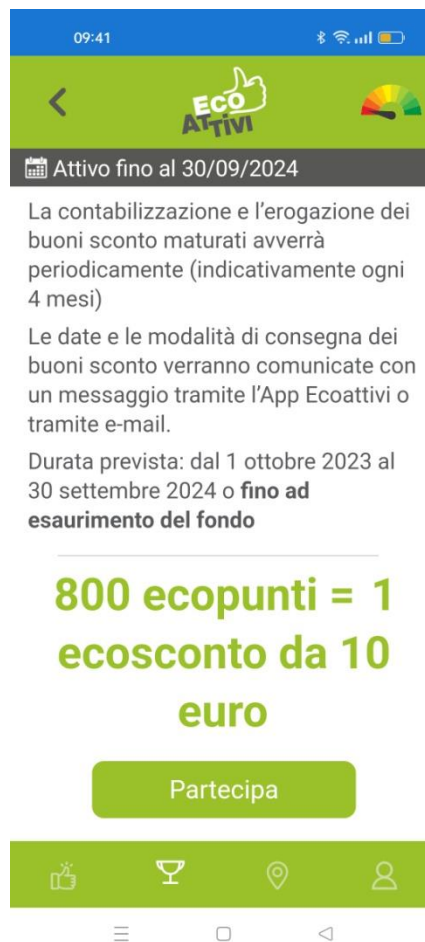 09:41
ECO
ATTIVI
Attivo fino al 30/09/2024
La contabilizzazione e l'erogazione dei
buoni sconto maturati avverrà
periodicamente (indicativamente ogni
4 mesi)
Le date e le modalità di consegna dei
buoni sconto verranno comunicate con
un messaggio tramite l'App Ecoattivi o
tramite e-mail.
Durata prevista: dal 1 ottobre 2023 al
30 settembre 2024 o fino ad
esaurimento del fondo
800 ecopunti = 1
ecosconto da 10
euro
Partecipa